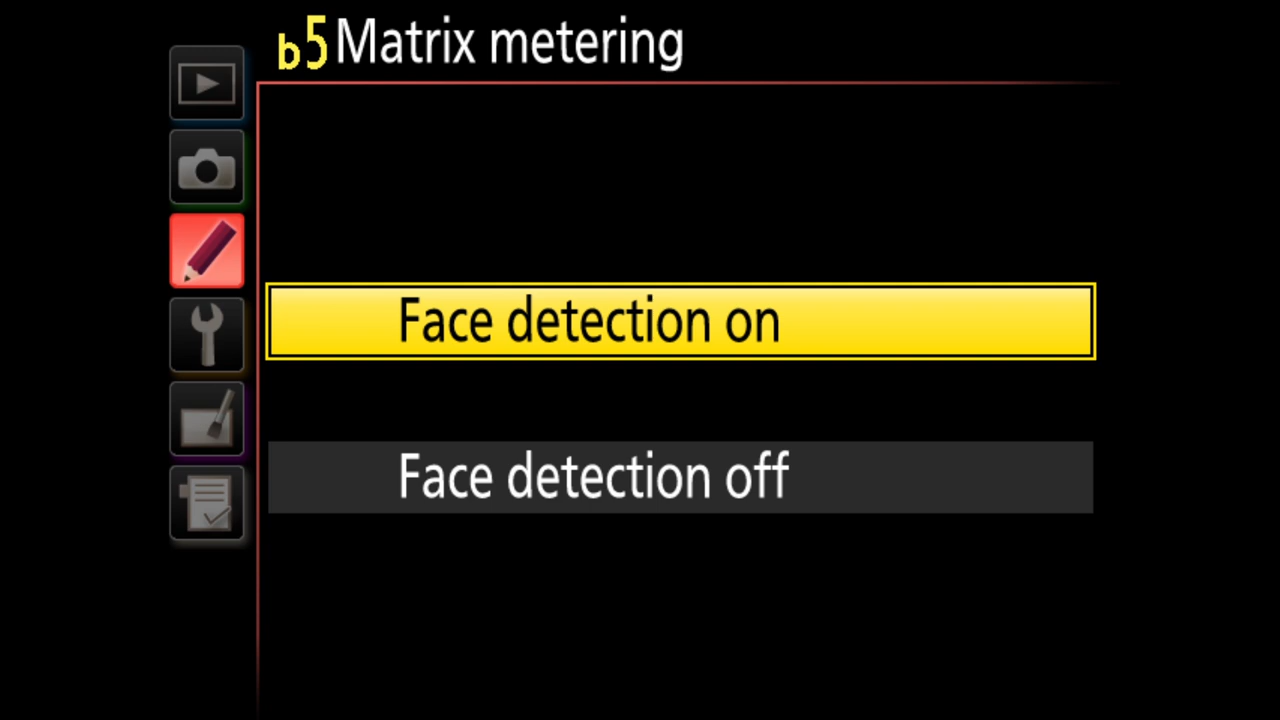 b5 Matrix metering
Face detection on
Face detection off